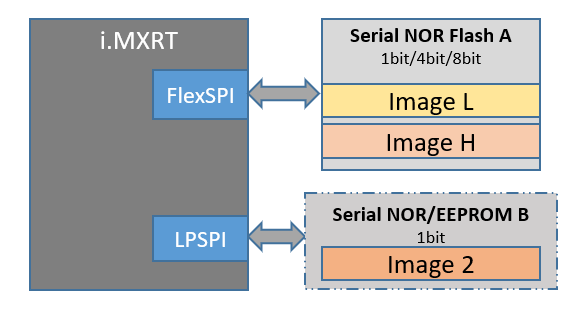 i.MXRT
FlexSPI
LPSPI
Serial NOR Flash A
1bit/4bit/8bit
Image L
Image H
Serial NOR/EEPROM B
1bit
Image 2